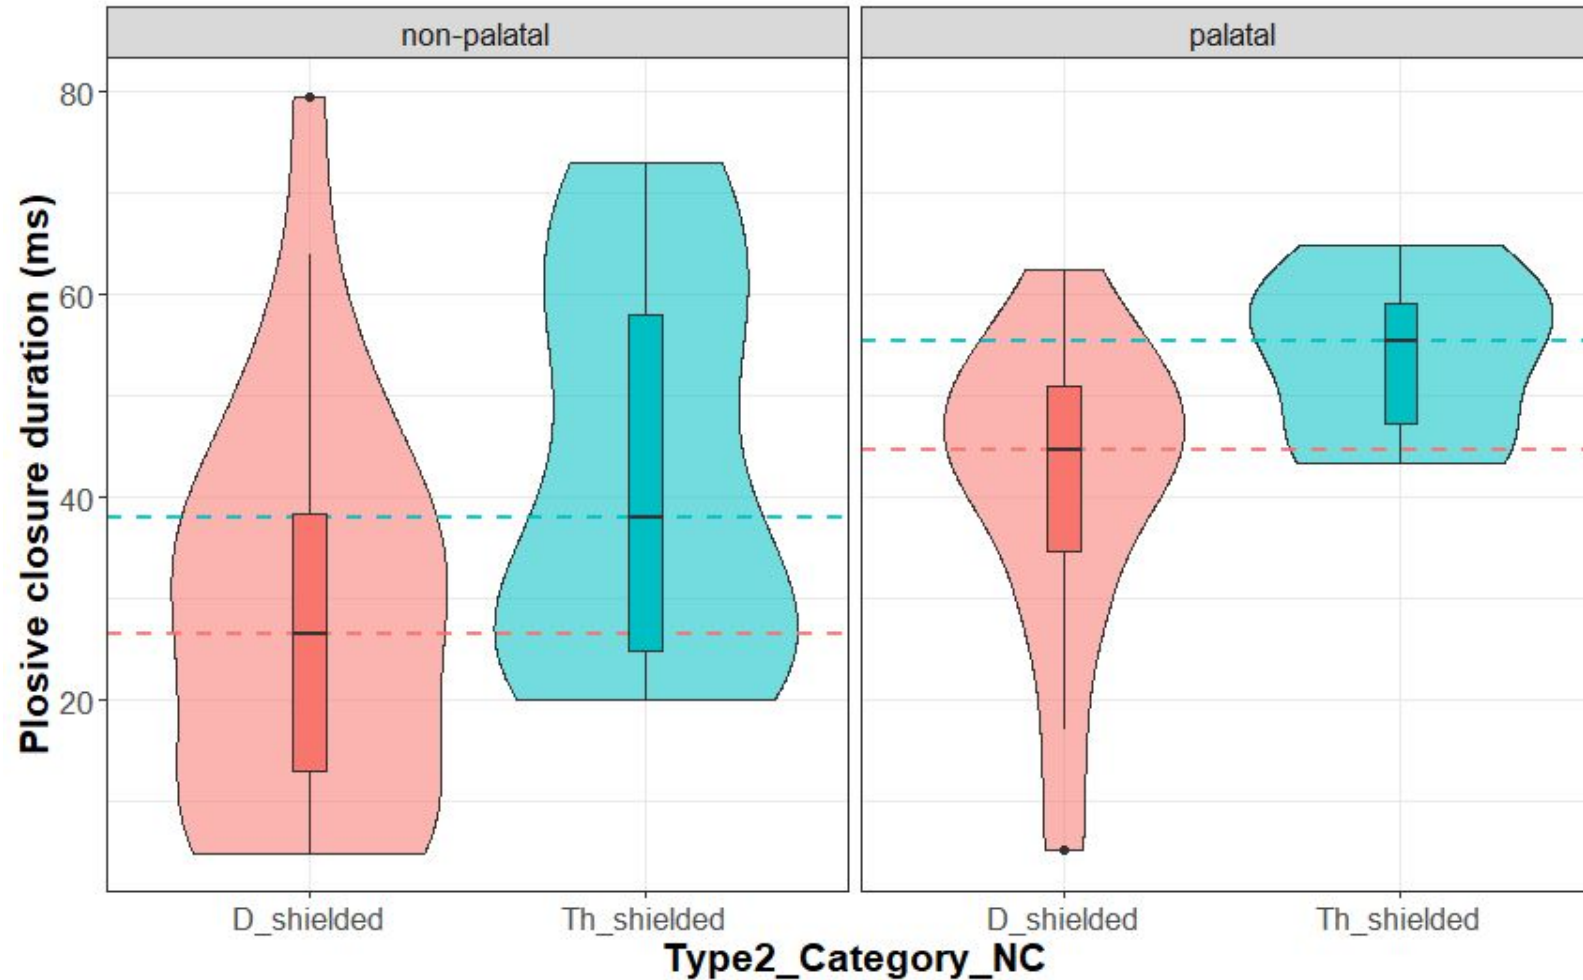 non-palatal palatal
Plosive closure duration (ms)
80
60
40
20
D_shielded Th_shielded D_shielded Th_shielded
Type2_Category_NC